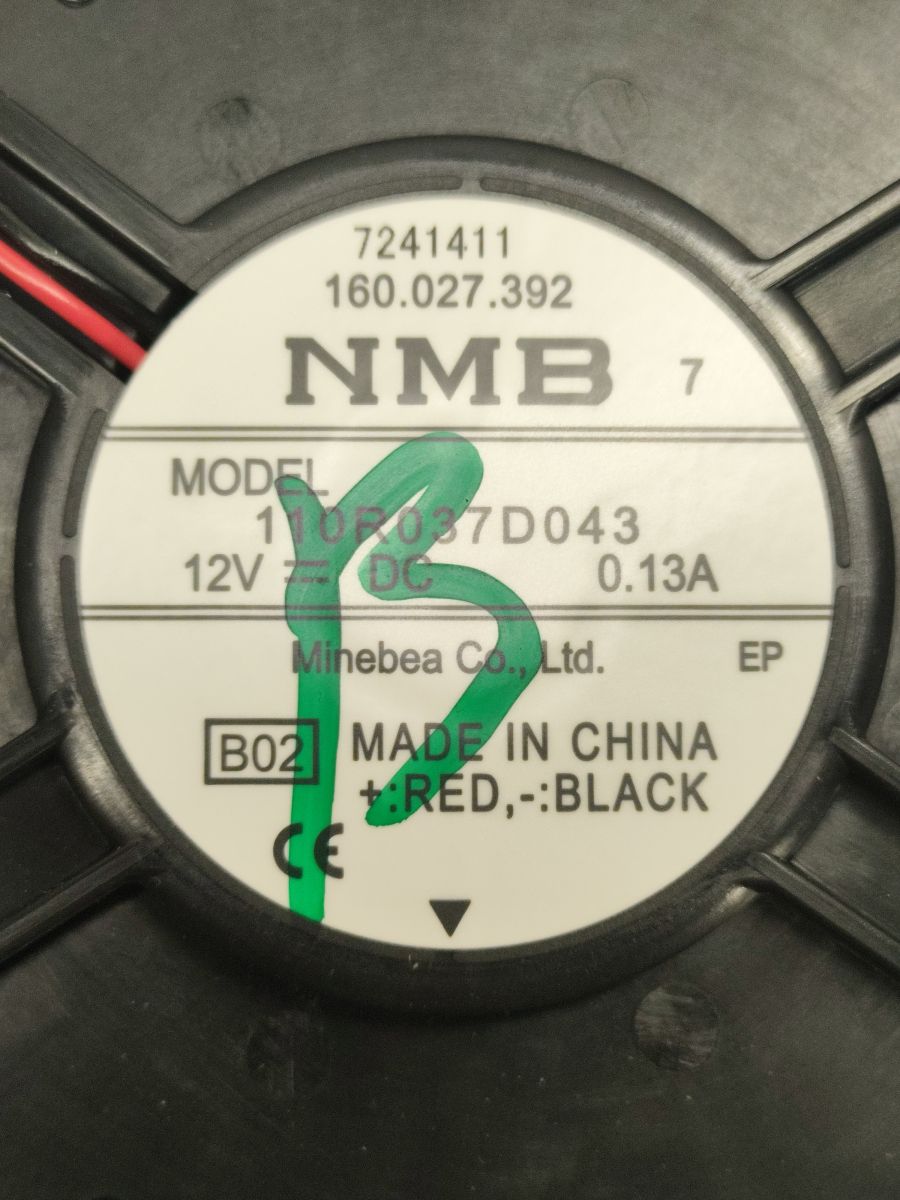 7241411
160.027.392
NMB 7
MODEL
110R037D043
12V ⎓ DC 0.13A
Minebea Co., Ltd. EP
B02 MADE IN CHINA
+:RED,-:BLACK
CE